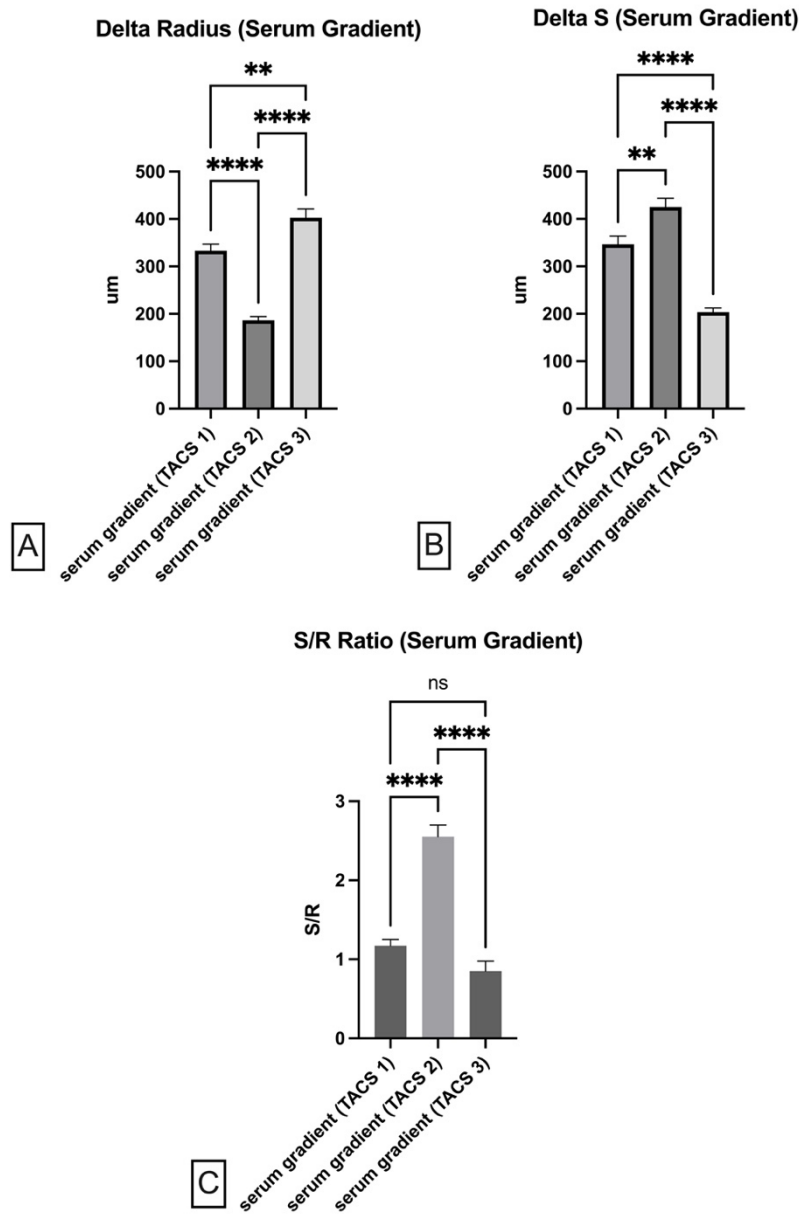 Delta Radius (Serum Gradient)
**
****
****
500
400
300
200
100
0
um
serum gradient (TACS 1)
serum gradient (TACS 2)
serum gradient (TACS 3)
A
Delta S (Serum Gradient)
****
****
**
500
400
300
200
100
0
um
serum gradient (TACS 1)
serum gradient (TACS 2)
serum gradient (TACS 3)
B
S/R Ratio (Serum Gradient)
ns
****
****
3
2
1
0
S/R
serum gradient (TACS 1)
serum gradient (TACS 2)
serum gradient (TACS 3)
C